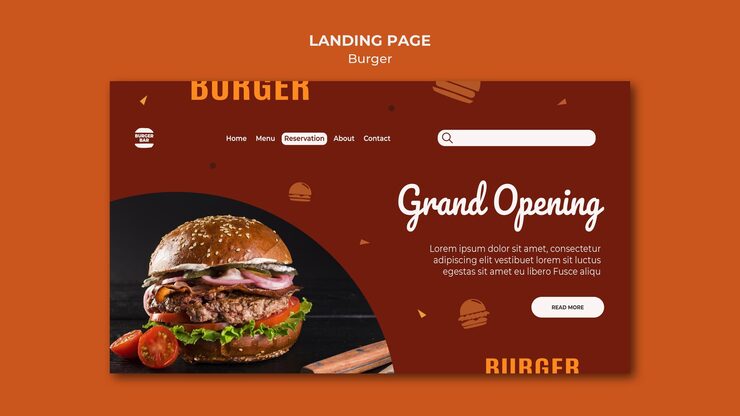 LANDING PAGE
Burger
BURGER
BURGER
BAR
Home Menu Reservation About Contact
Grand Opening
Lorem ipsum dolor sit amet, consectetur
adipiscing elit vestibuet lorem sit luctus
egestas sit amet eu libero Fusce aliqu
READ MORE
BURGER